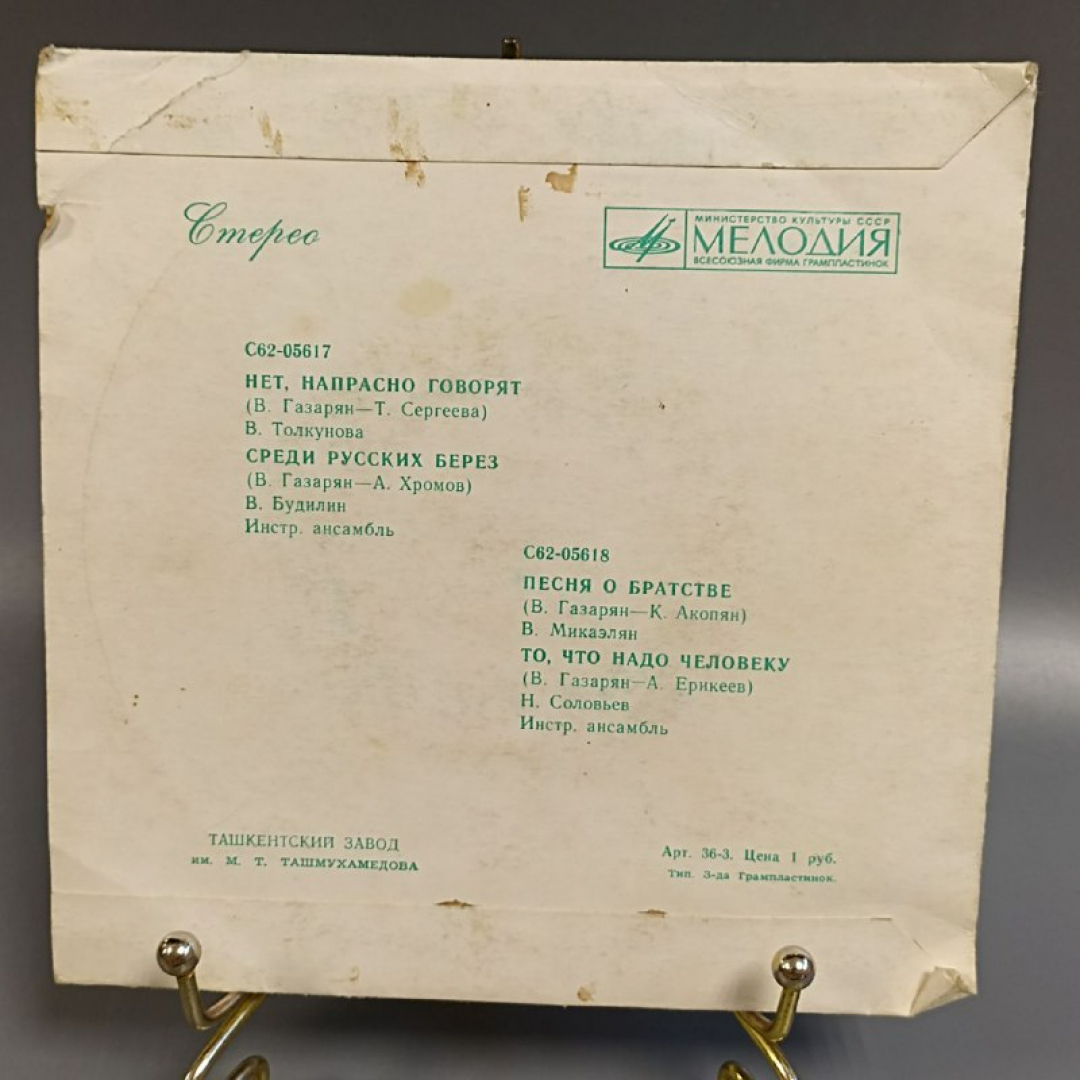 Стерео
МИНИСТЕРСТВО КУЛЬТУРЫ СССР
МЕЛОДИЯ
ВСЕСОЮЗНАЯ ФИРМА ГРАМПЛАСТИНОК
С62-05617
НЕТ, НАПРАСНО ГОВОРЯТ
(В. Газарян—Т. Сергеева)
В. Толкунова
СРЕДИ РУССКИХ БЕРЕЗ
(В. Газарян—А. Хромов)
В. Будилин
Инстр. ансамбль
С62-05618
ПЕСНЯ О БРАТСТВЕ
(В. Газарян—К. Акопян)
В. Микаэлян
ТО, ЧТО НАДО ЧЕЛОВЕКУ
(В. Газарян—А. Ерикеев)
Н. Соловьев
Инстр. ансамбль
ТАШКЕНТСКИЙ ЗАВОД
им. М. Т. ТАШМУХАМЕДОВА
Арт. 36-3. Цена 1 руб.
Тип. З-да Грампластинок.